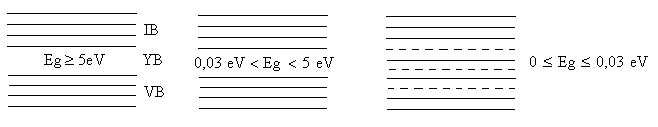 IB
Eg ≥ 5eV YB 0,03 eV < Eg < 5 eV 0 ≤ Eg ≤ 0,03 eV
VB